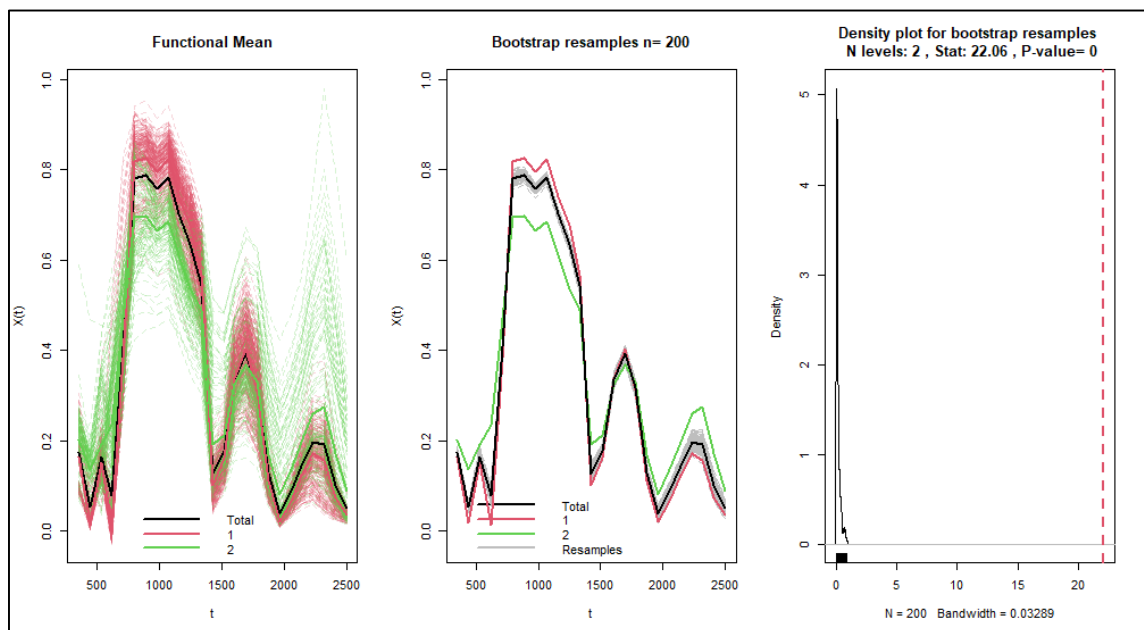 Functional Mean
X(t)
1.0
0.8
0.6
0.4
0.2
0.0
Total
1
2
500 1000 1500 2000 2500
t
Bootstrap resamples n= 200
X(t)
1.0
0.8
0.6
0.4
0.2
0.0
Total
1
2
Resamples
500 1000 1500 2000 2500
t
Density plot for bootstrap resamples
N levels: 2 , Stat: 22.06 , P-value= 0
Density
5
4
3
2
1
0
0 5 10 15 20
N = 200 Bandwidth = 0.03289